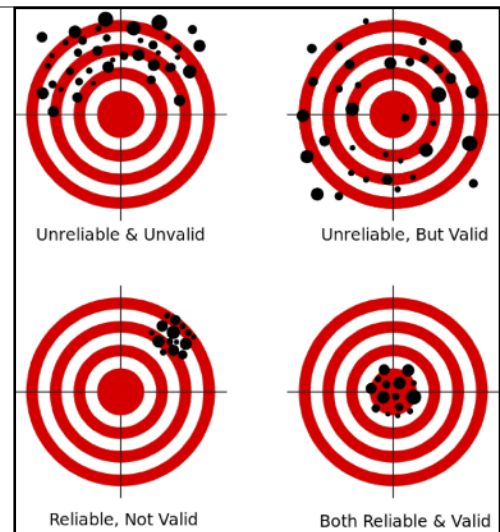 Unreliable & Unvalid
Unreliable, But Valid
Reliable, Not Valid
Both Reliable & Valid